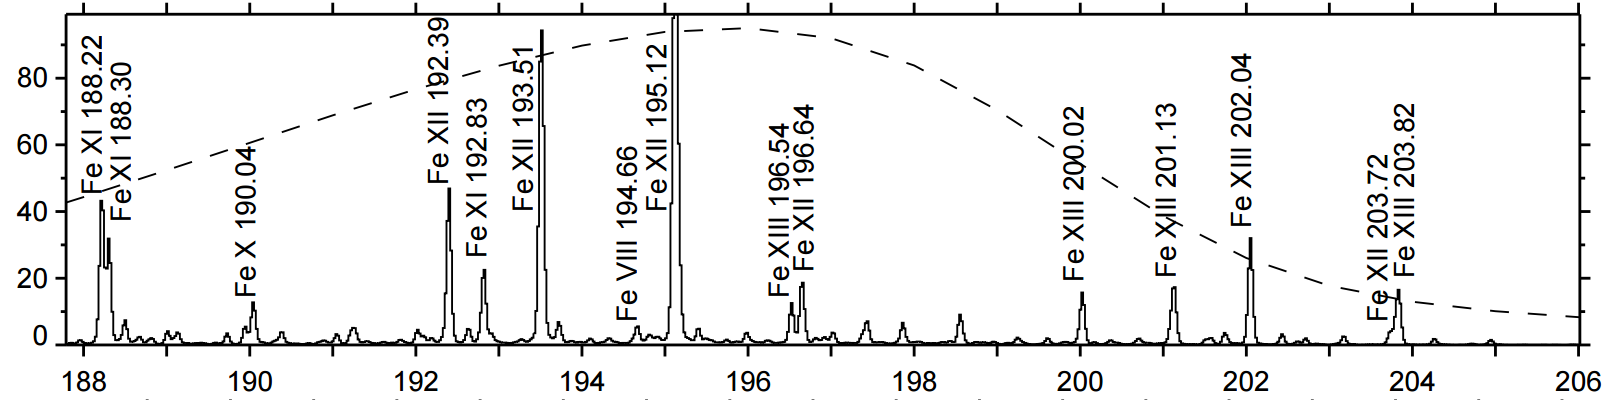 Fe XI 188.22
Fe XI 188.30
Fe X 190.04
Fe XII 192.39
Fe XI 192.83
Fe XII 193.51
Fe VIII 194.66
Fe XII 195.12
Fe XIII 196.54
Fe XII 196.64
Fe XIII 200.02
Fe XIII 201.13
Fe XIII 202.04
Fe XII 203.72
Fe XIII 203.82
80
60
40
20
0
188 190 192 194 196 198 200 202 204 206